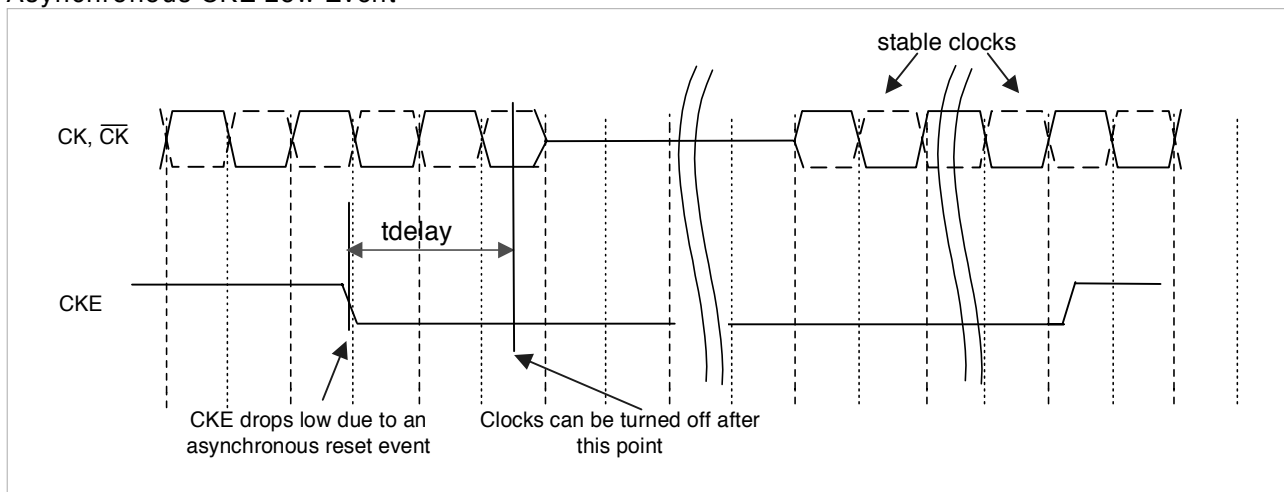 Asynchronous CKE Low Event
stable clocks
CK, C̅K̅
tdelay
CKE
CKE drops low due to an
asynchronous reset event
Clocks can be turned off after
this point